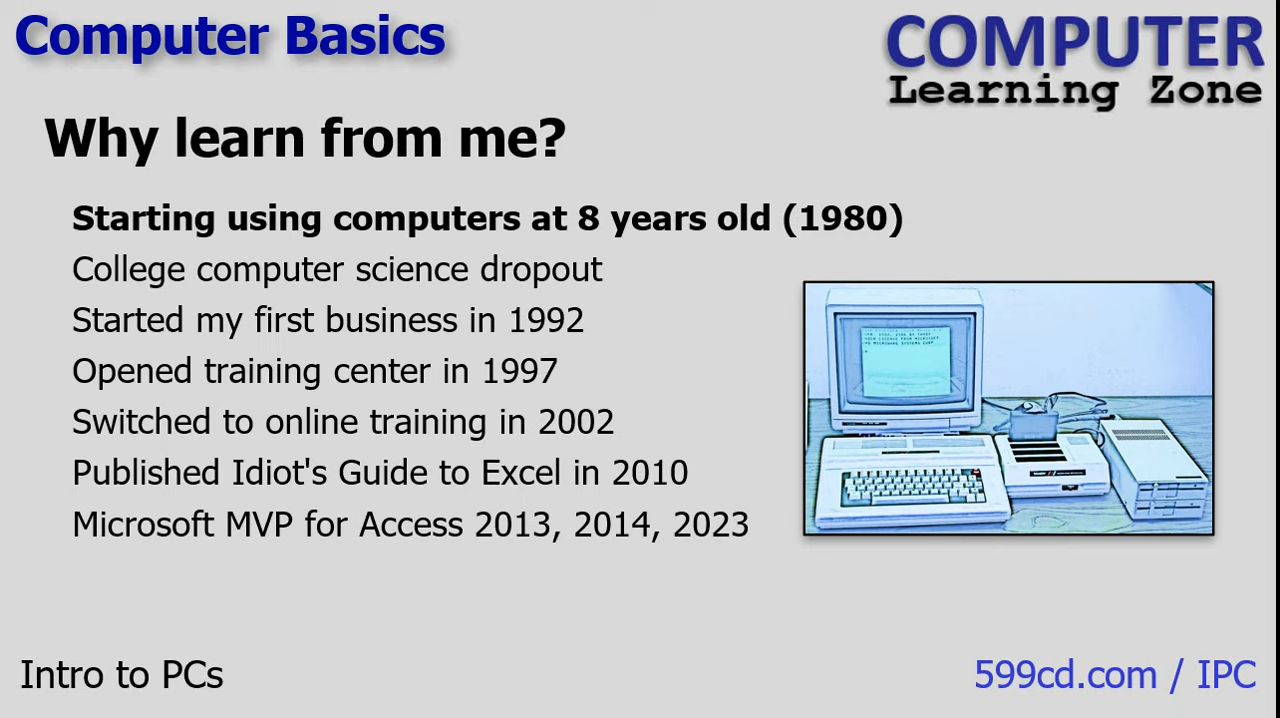 Computer Basics
COMPUTER
Learning Zone
Why learn from me?
Starting using computers at 8 years old (1980)
College computer science dropout
Started my first business in 1992
Opened training center in 1997
Switched to online training in 2002
Published Idiot's Guide to Excel in 2010
Microsoft MVP for Access 2013, 2014, 2023
Intro to PCs
599cd.com / IPC